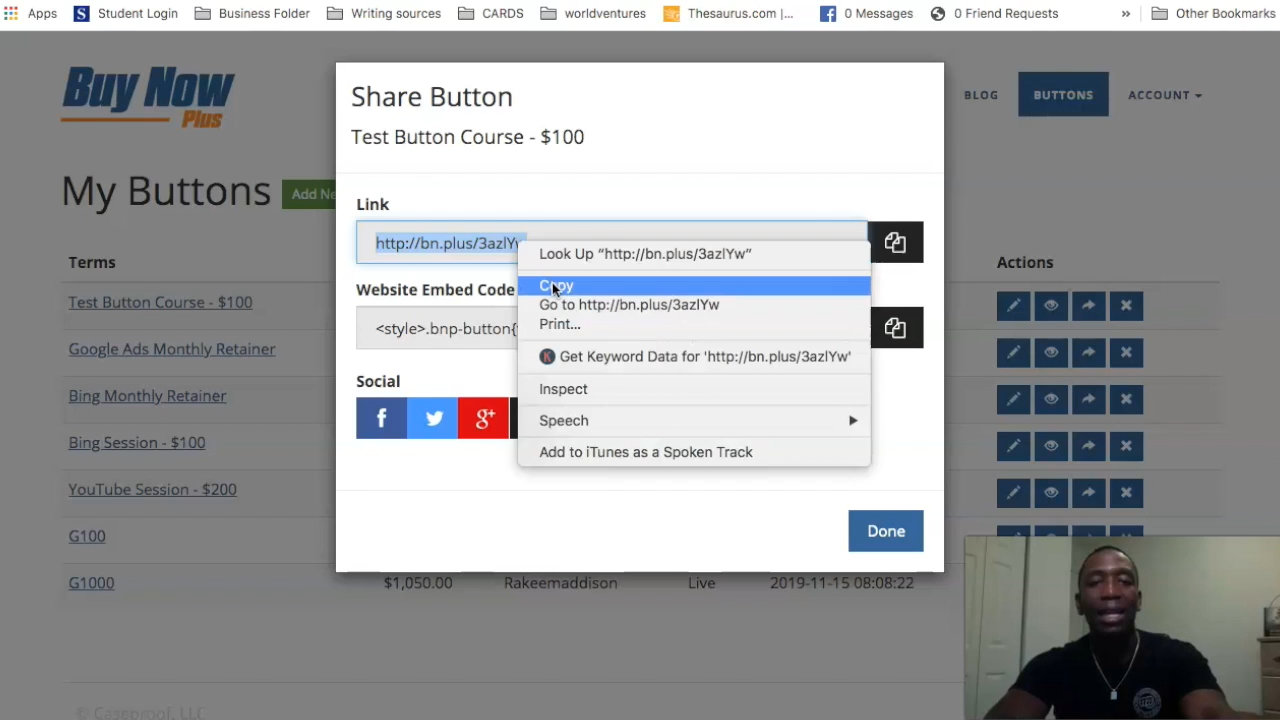 Apps Student Login Business Folder Writing sources CARDS worldventures Thesaurus.com |... 0 Messages 0 Friend Requests » Other Bookmarks
Buy Now
Plus
BLOG BUTTONS ACCOUNT
Share Button
Test Button Course - $100
My Buttons Add Ne
Link
http://bn.plus/3azlYw
Look Up “http://bn.plus/3azlYw”
Terms Actions
Copy
Website Embed Code
Go to http://bn.plus/3azlYw
Test Button Course - $100
Print...
<style>.bnp-button{
Google Ads Monthly Retainer
K Get Keyword Data for 'http://bn.plus/3azlYw'
Social
Inspect
Bing Monthly Retainer
f g+
Speech
Bing Session - $100
Add to iTunes as a Spoken Track
YouTube Session - $200
Done
G100
G1000 $1,050.00 Rakeemaddison Live 2019-11-15 08:08:22
© Caseproof, LLC